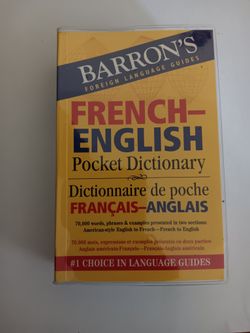 BARRON'S
FOREIGN LANGUAGE GUIDES
FRENCH–
ENGLISH
Pocket Dictionary
Dictionnaire de poche
FRANÇAIS–ANGLAIS
70,000 words, phrases & examples presented in two sections:
American-style English to French—French to English
70,000 mots, expressions et exemples présentés en deux parties:
Anglais américain-Français—Français-Anglais américain
#1 CHOICE IN LANGUAGE GUIDES